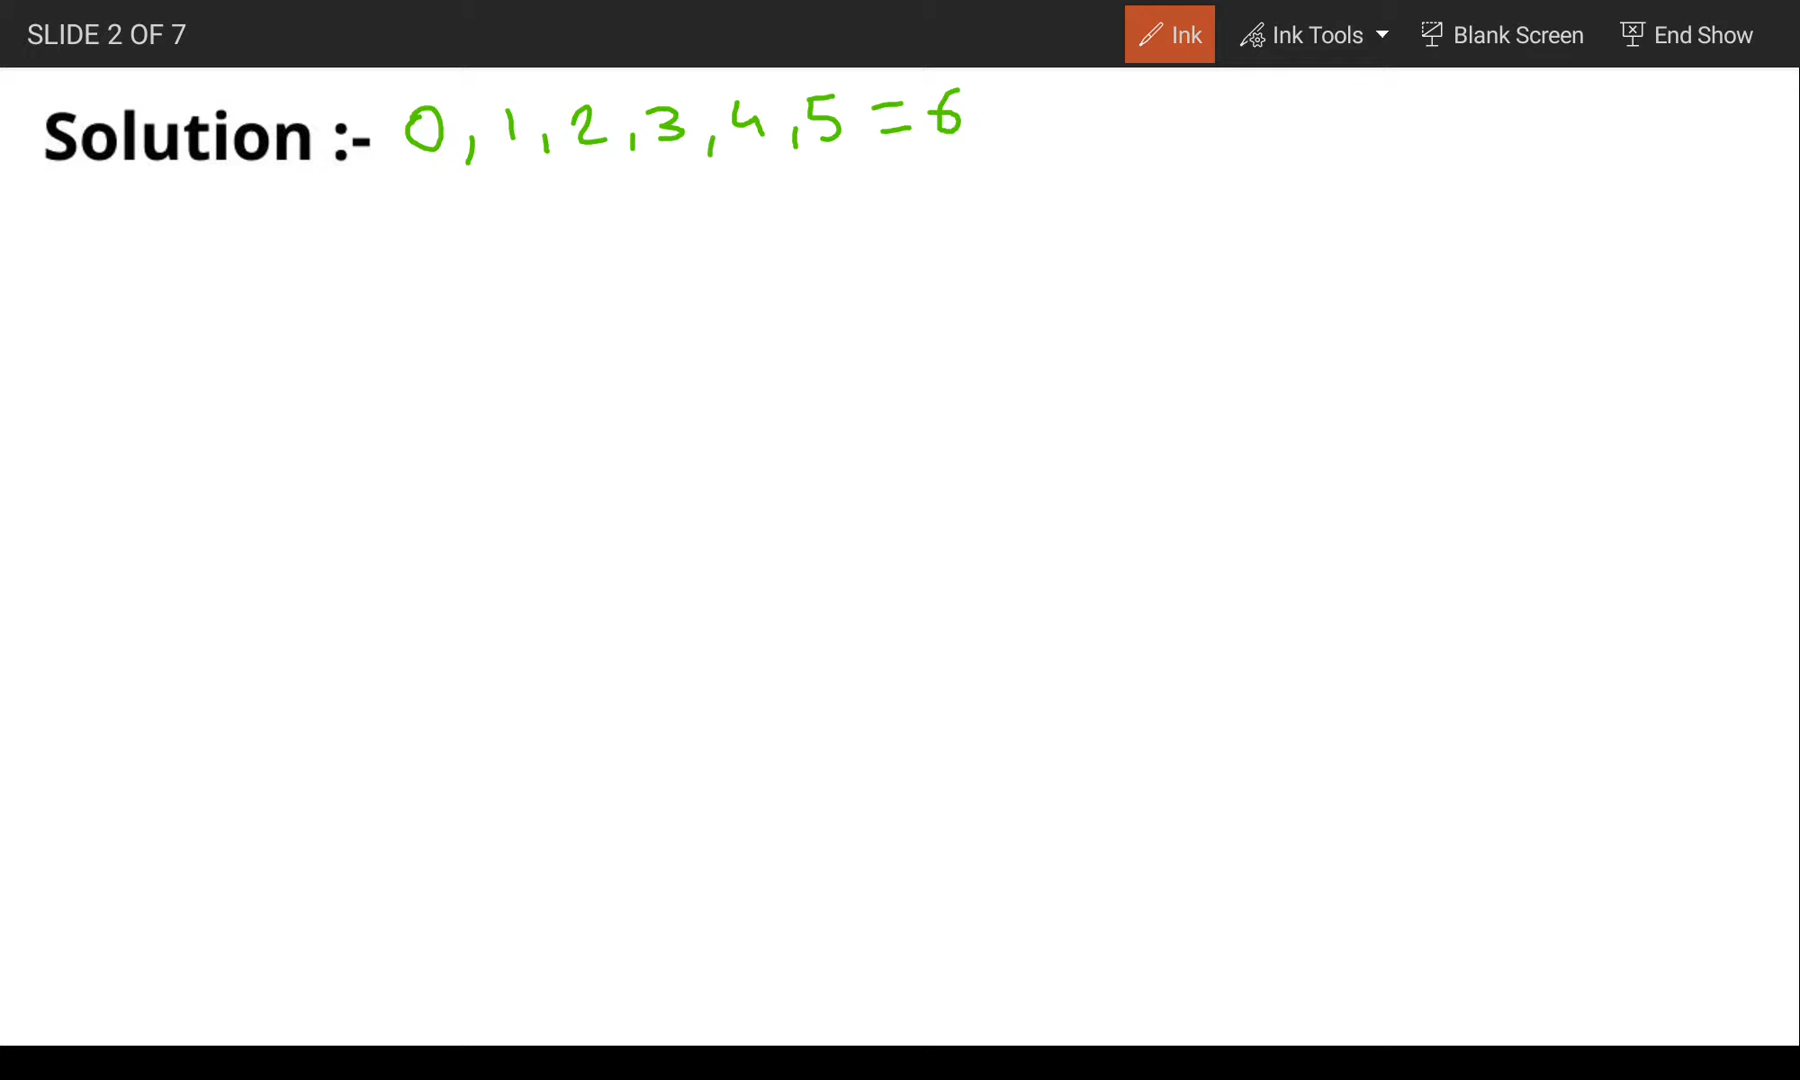 SLIDE 2 OF 7 Ink Ink Tools Blank Screen End Show
Solution :- 0, 1, 2, 3, 4, 5 = 6